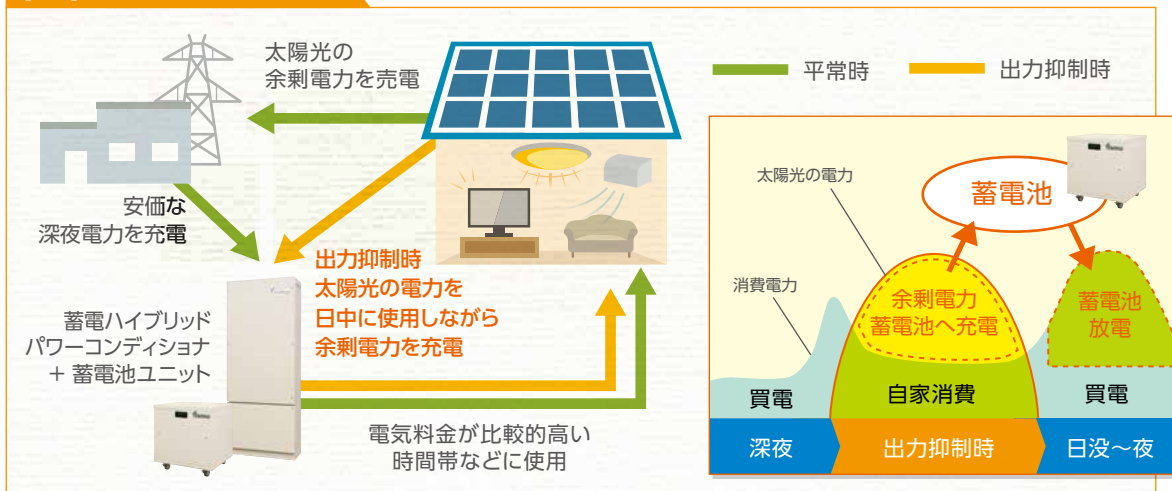 太陽光の
余剰電力を売電
平常時
出力抑制時
安価な
深夜電力を充電
出力抑制時
太陽光の電力を
日中に使用しながら
余剰電力を充電
蓄電ハイブリッド
パワーコンディショナ
+ 蓄電池ユニット
電気料金が比較的高い
時間帯などに使用
太陽光の電力
蓄電池
消費電力
余剰電力
蓄電池へ充電
蓄電池
放電
買電
自家消費
買電
深夜
出力抑制時
日没～夜